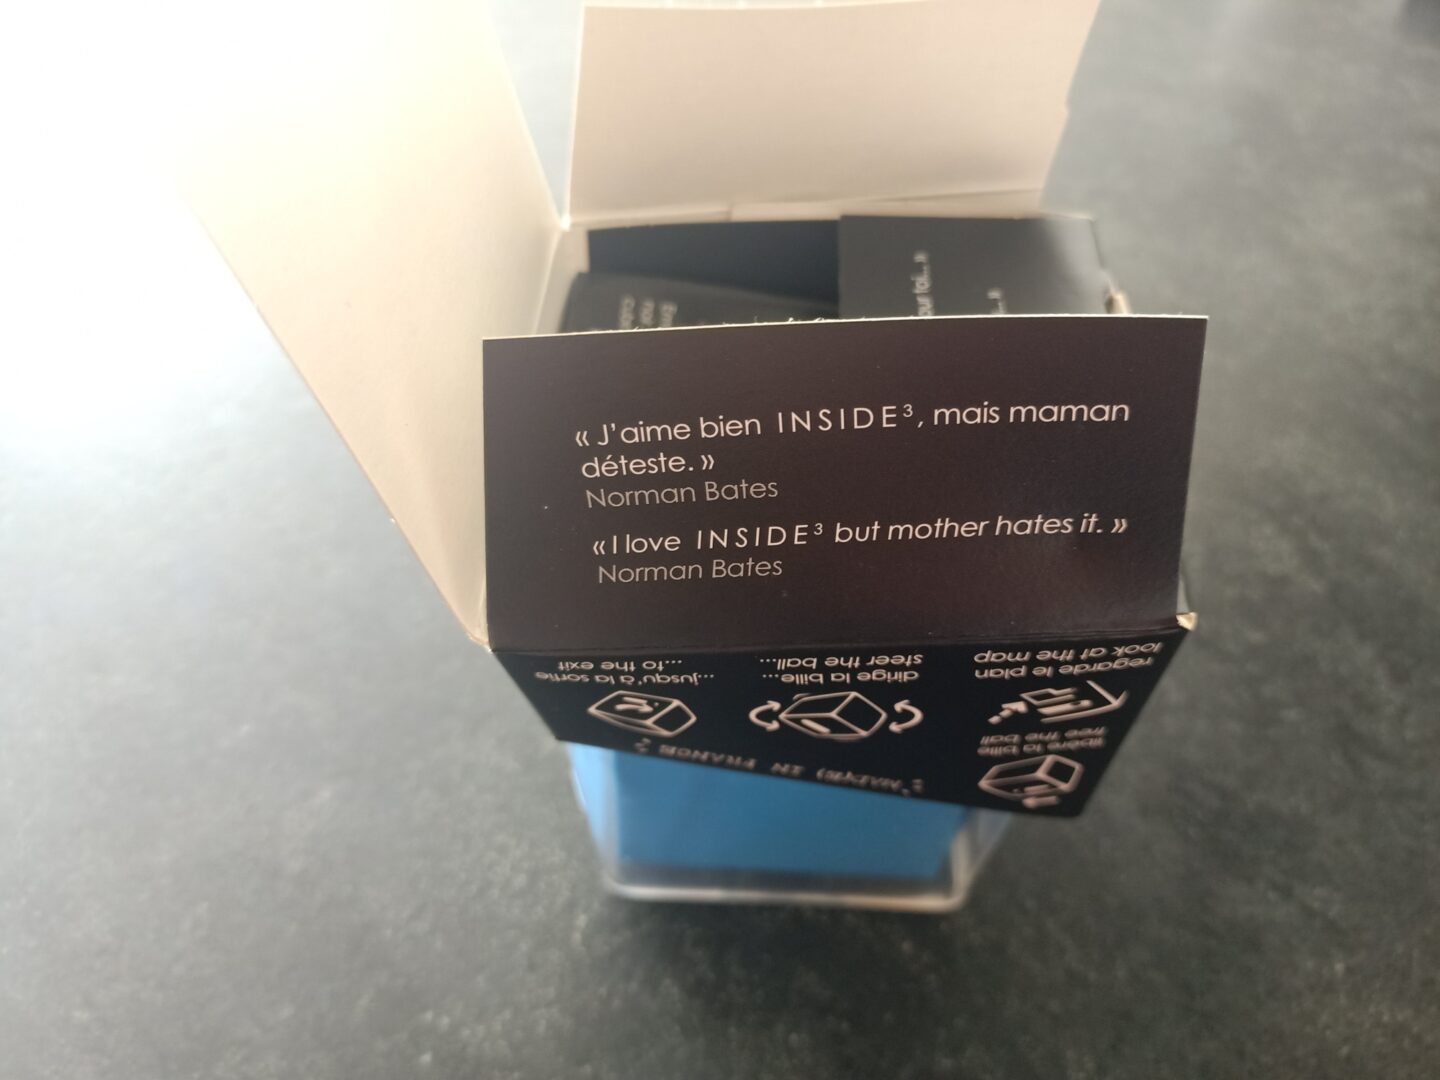 « J'aime bien INSIDE³, mais maman
déteste. »
Norman Bates
« I love INSIDE³ but mother hates it. »
Norman Bates
...jusqu'à la sortie
...to the exit
dirige la bille...
steer the ball...
regarde le plan
look at the map
libère la bille
free the ball
IN FRANCE
our toi... »
... »